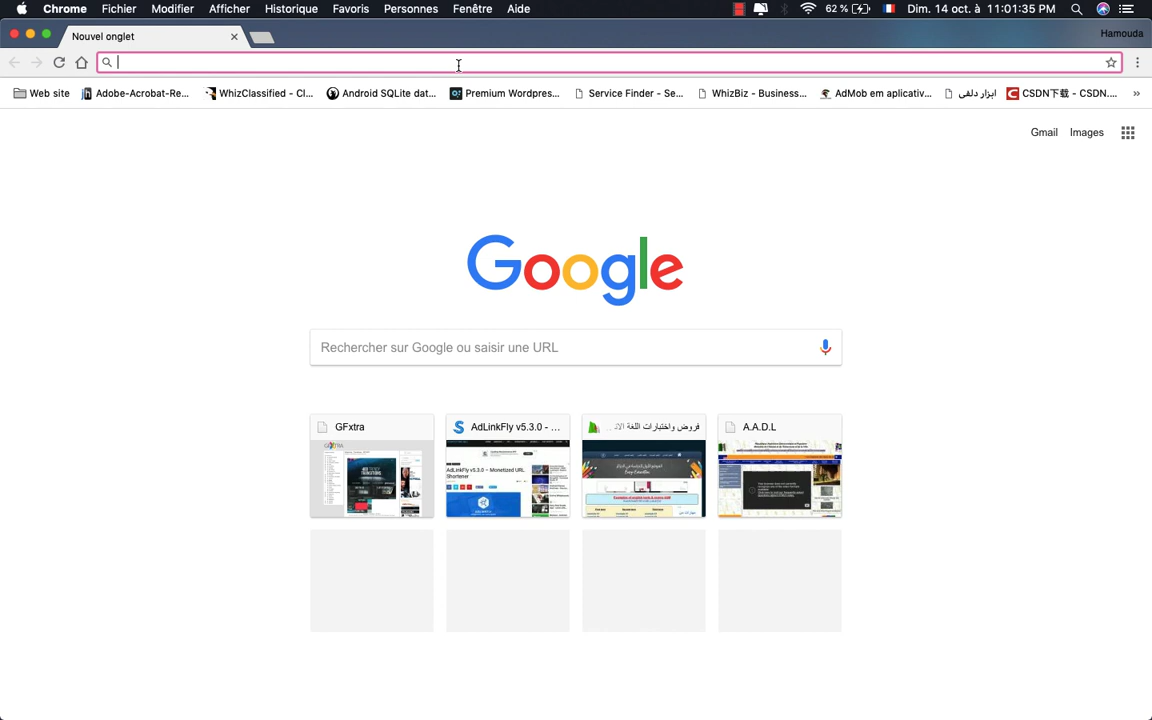 Chrome Fichier Modifier Afficher Historique Favoris Personnes Fenêtre Aide 62 % Dim. 14 oct. à 11:01:35 PM
Nouvel onglet Hamouda
Web site Adobe-Acrobat-Re... WhizClassified - Cl... Android SQLite dat... Premium Wordpres... Service Finder - Se... WhizBiz - Business... AdMob em aplicativ... ابزار دلفی CSDN下载 - CSDN.... »
Gmail Images
Google
Rechercher sur Google ou saisir une URL
GFxtra AdLinkFly v5.3.0 - ... فروض واختبارات اللغة الانـ... A.A.D.L
AdLinkFly v5.3.0 – Monetized URL
Shortener